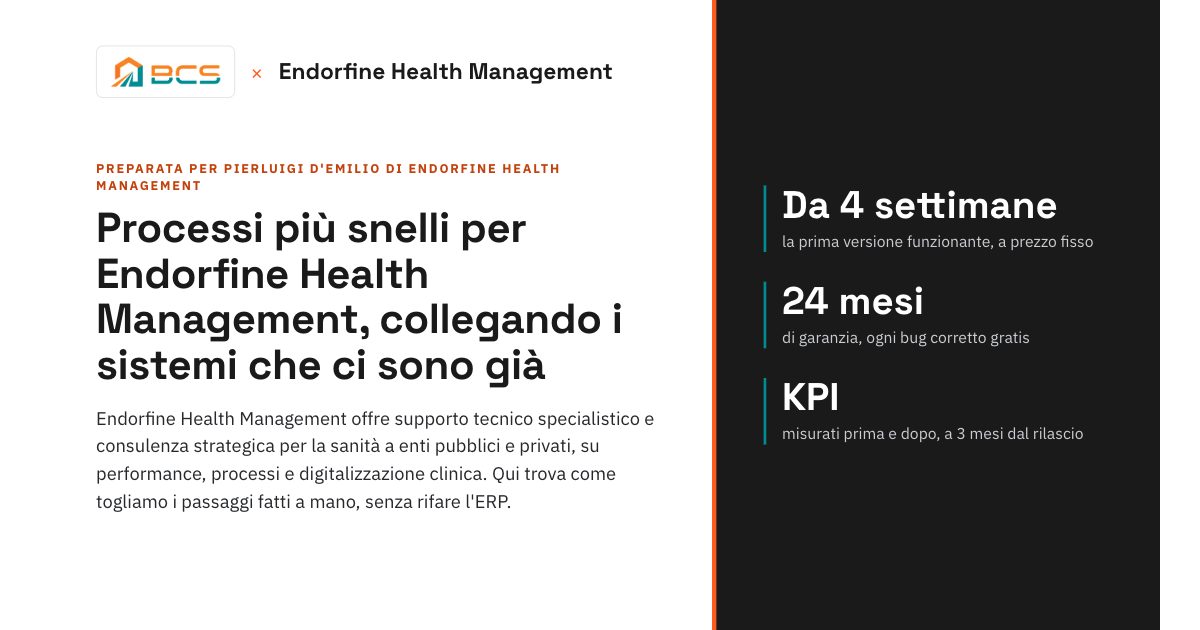 BCS × Endorfine Health Management
PREPARATA PER PIERLUIGI D'EMILIO DI ENDORFINE HEALTH
MANAGEMENT
Processi più snelli per
Endorfine Health
Management, collegando i
sistemi che ci sono già
Endorfine Health Management offre supporto tecnico specialistico e
consulenza strategica per la sanità a enti pubblici e privati, su
performance, processi e digitalizzazione clinica. Qui trova come
togliamo i passaggi fatti a mano, senza rifare l'ERP.
Da 4 settimane
la prima versione funzionante, a prezzo fisso
24 mesi
di garanzia, ogni bug corretto gratis
KPI
misurati prima e dopo, a 3 mesi dal rilascio